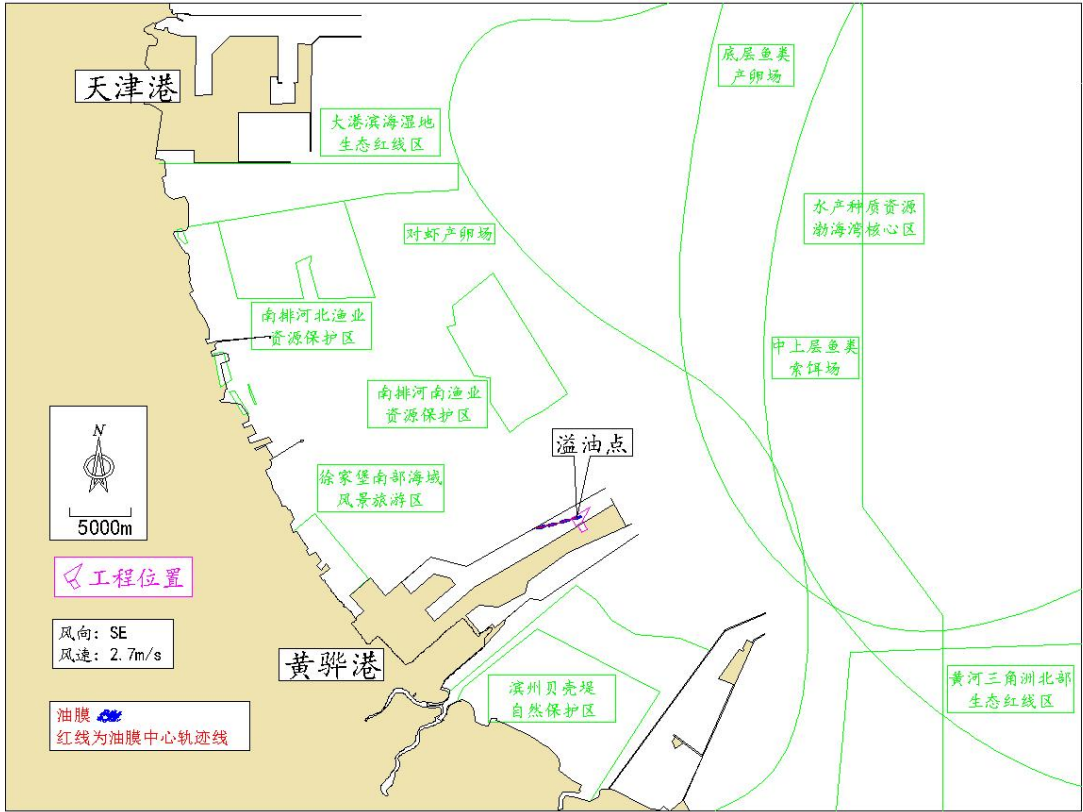 天津港
大港滨海湿地
生态红线区
底层鱼类
产卵场
水产种质资源
渤海湾核心区
对虾产卵场
南排河北渔业
资源保护区
中上层鱼类
索饵场
南排河南渔业
资源保护区
溢油点
徐家堡南部海域
风景旅游区
N
5000m
工程位置
风向: SE
风速: 2.7m/s
黄骅港
滨州贝壳堤
自然保护区
黄河三角洲北部
生态红线区
油膜
红线为油膜中心轨迹线